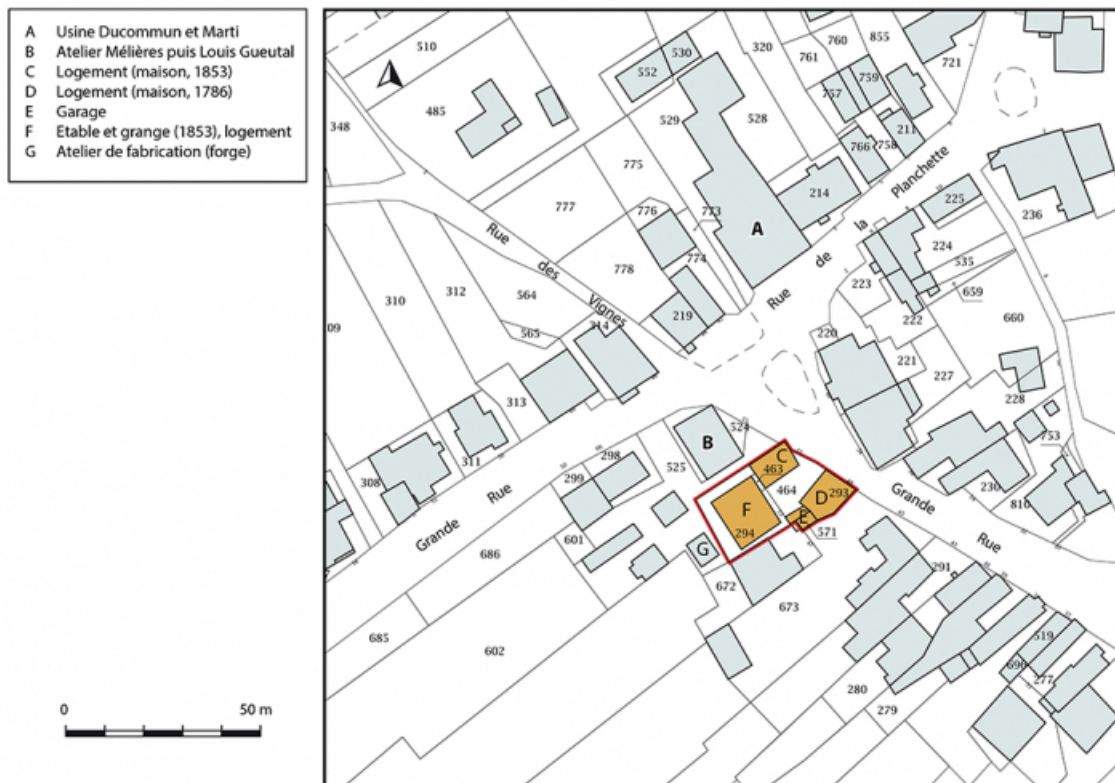 A Usine Ducommun et Marti
B Atelier Mélières puis Louis Gueutal
C Logement (maison, 1853)
D Logement (maison, 1786)
E Garage
F Etable et grange (1853), logement
G Atelier de fabrication (forge)
0 50 m
510
530
320
760
855
552
761
721
759
757
485
348
529
528
211
766
758
775
Planchette
214
225
777
776
773
236
la
A
224
Rue
774
de
535
310
312
des
778
223
659
564
Rue
222
Vignes
219
660
565
314
220
221
227
313
228
524
B
753
311
298
C
308
299
525
463
464
D
293
230
810
Grande
Rue
F
E
Grande
294
571
Rue
601
686
G
291
672
673
685
602
519
696
277
280
279